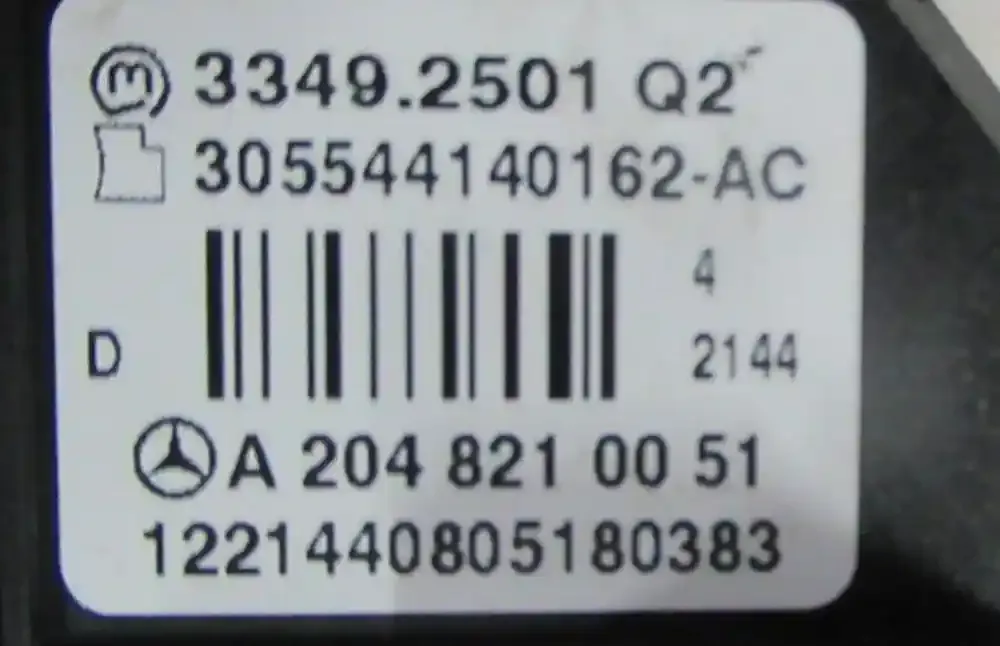 m 3349.2501 Q2
305544140162-AC
4
D 2144
A 204 821 00 51
1221440805180383